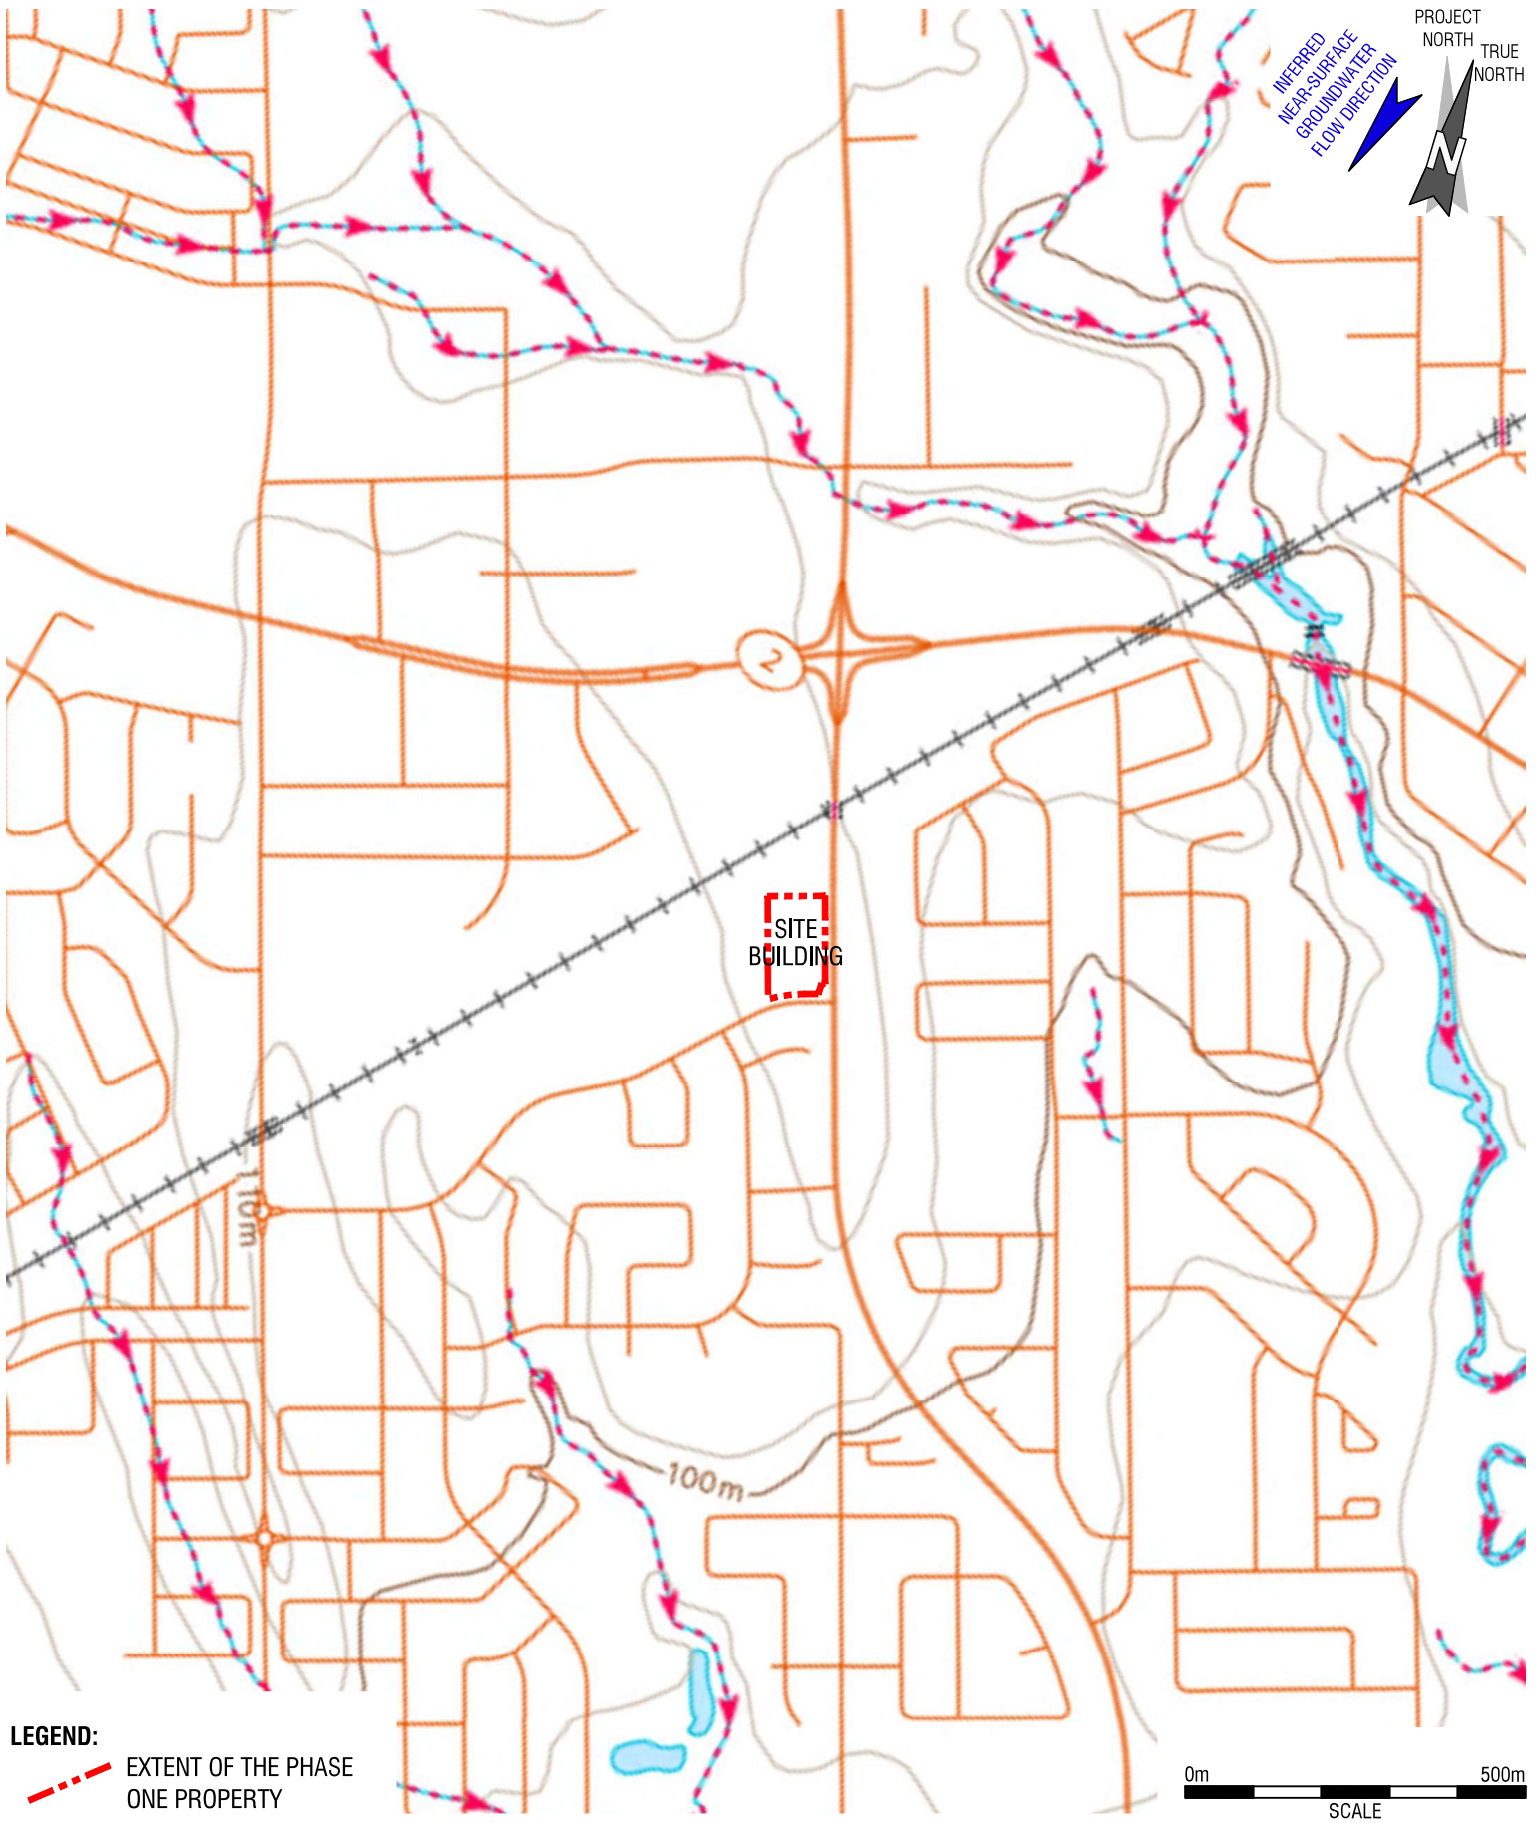 PROJECT
NORTH
TRUE
NORTH
INFERRED
NEAR-SURFACE
GROUNDWATER
FLOW DIRECTION
N
2
SITE
BUILDING
110m
100m
LEGEND:
EXTENT OF THE PHASE
ONE PROPERTY
0m 500m
SCALE